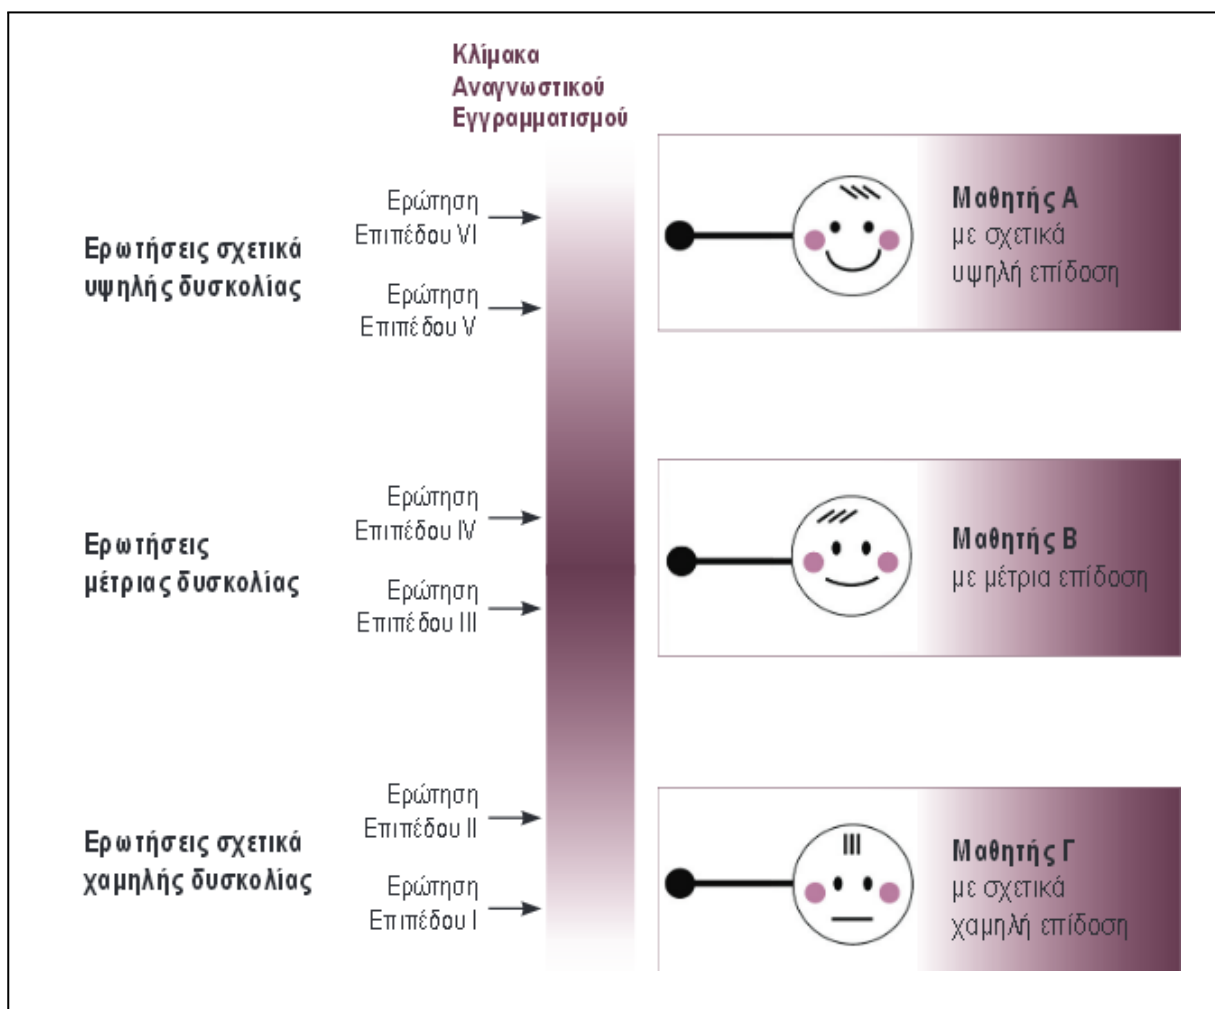 Κλίμακα
Αναγνωστικού
Εγγραμματισμού
Ερωτήσεις σχετικά
υψηλής δυσκολίας
Ερώτηση
Επιπέδου VI
Ερώτηση
Επιπέδου V
Μαθητής Α
με σχετικά
υψηλή επίδοση
Ερωτήσεις
μέτριας δυσκολίας
Ερώτηση
Επιπέδου IV
Ερώτηση
Επιπέδου III
Μαθητής Β
με μέτρια επίδοση
Ερωτήσεις σχετικά
χαμηλής δυσκολίας
Ερώτηση
Επιπέδου II
Ερώτηση
Επιπέδου I
Μαθητής Γ
με σχετικά
χαμηλή επίδοση